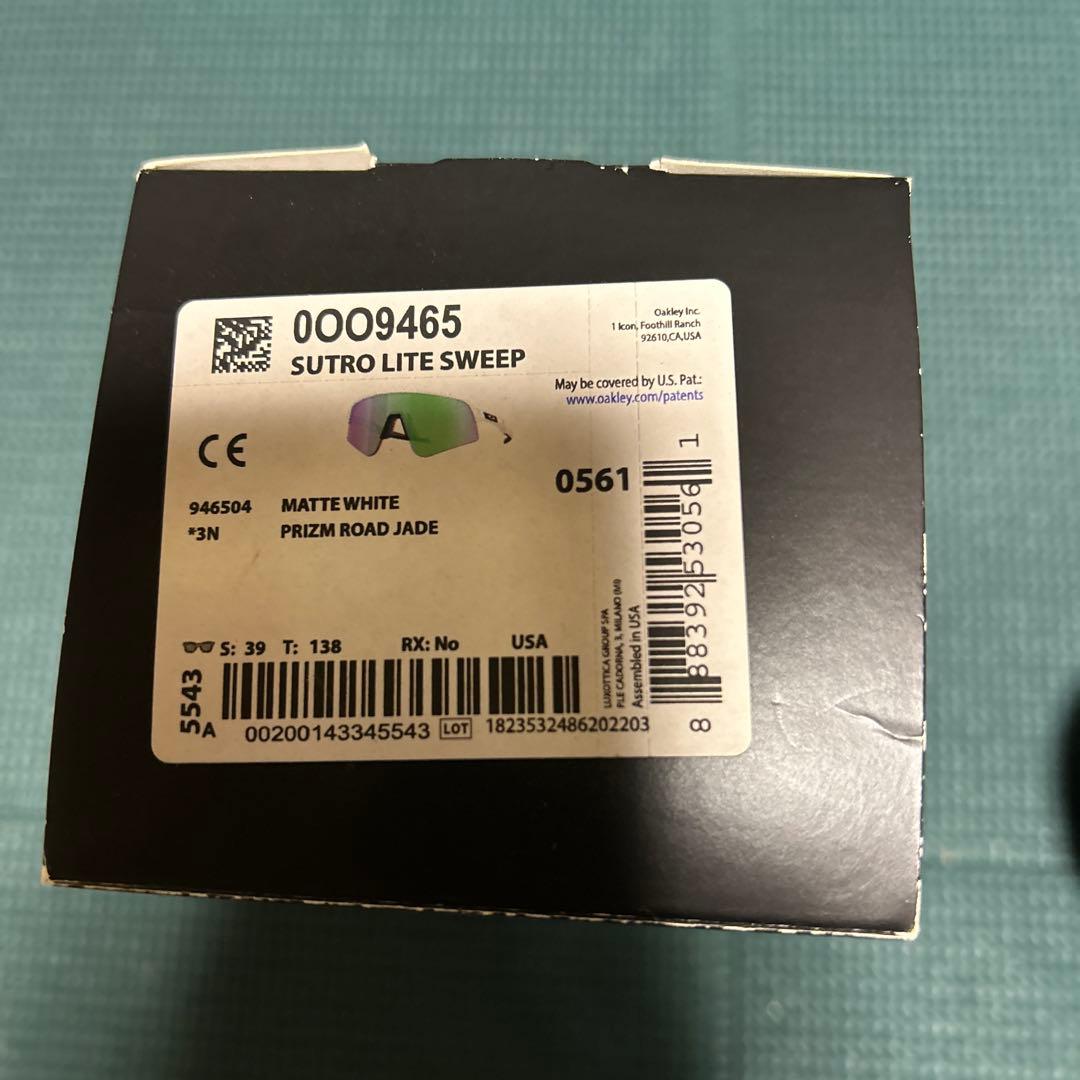 0OO9465
SUTRO LITE SWEEP
Oakley Inc.
1 Icon, Foothill Ranch
92610,CA,USA
May be covered by U.S. Pat.:
www.oakley.com/patents
CE
0561
946504 MATTE WHITE
*3N PRIZM ROAD JADE
S: 39 T: 138 RX: No USA
5543
A
00200143345543 LOT 1823532486202203
LUXOTTICA GROUP SPA
P.LE CADORNA, 3, MILANO (MI)
Assembled in USA
8 88392 53056 1